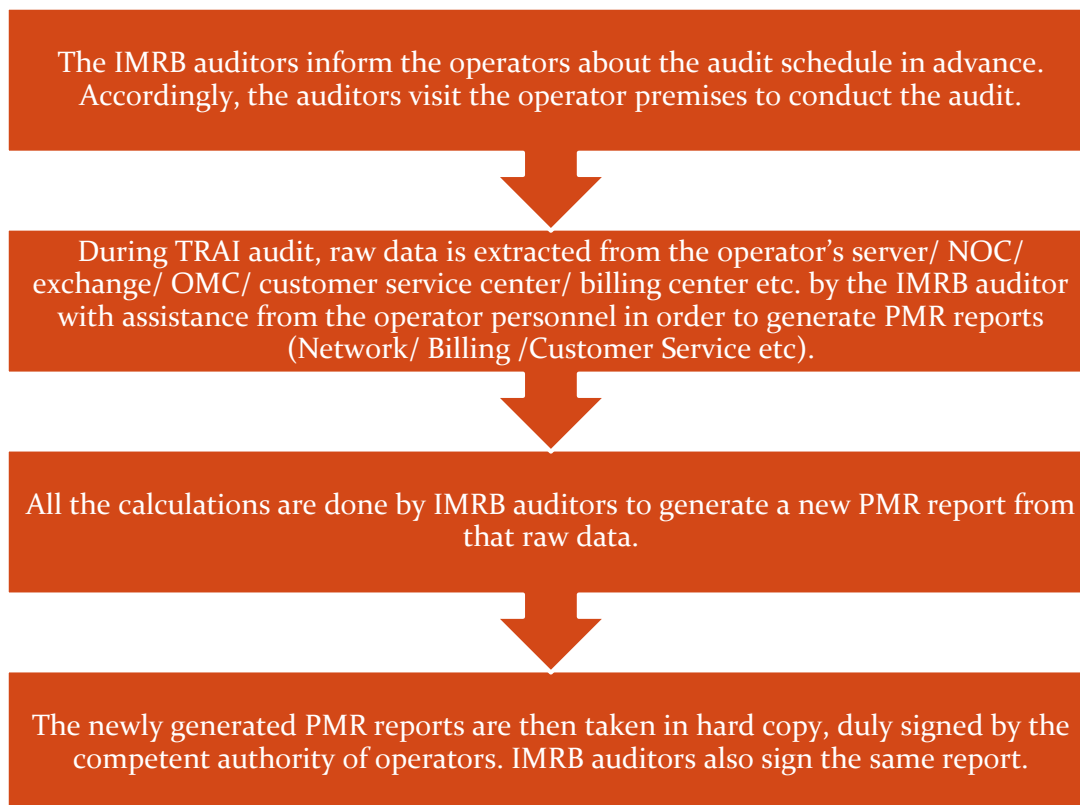 The IMRB auditors inform the operators about the audit schedule in advance.
Accordingly, the auditors visit the operator premises to conduct the audit.
During TRAI audit, raw data is extracted from the operator’s server/ NOC/
exchange/ OMC/ customer service center/ billing center etc. by the IMRB auditor
with assistance from the operator personnel in order to generate PMR reports
(Network/ Billing /Customer Service etc).
All the calculations are done by IMRB auditors to generate a new PMR report from
that raw data.
The newly generated PMR reports are then taken in hard copy, duly signed by the
competent authority of operators. IMRB auditors also sign the same report.